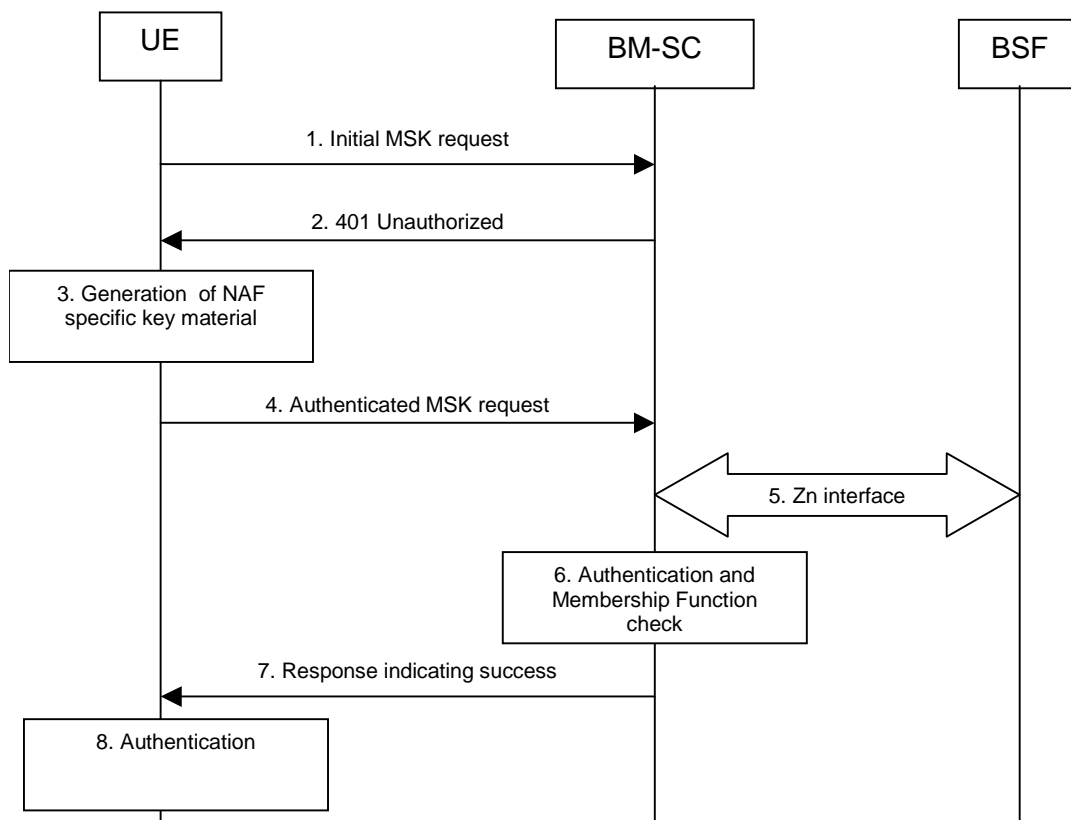 UE
BM-SC
BSF
1. Initial MSK request
2. 401 Unauthorized
3. Generation of NAF
specific key material
4. Authenticated MSK request
5. Zn interface
6. Authentication and
Membership Function
check
7. Response indicating success
8. Authentication